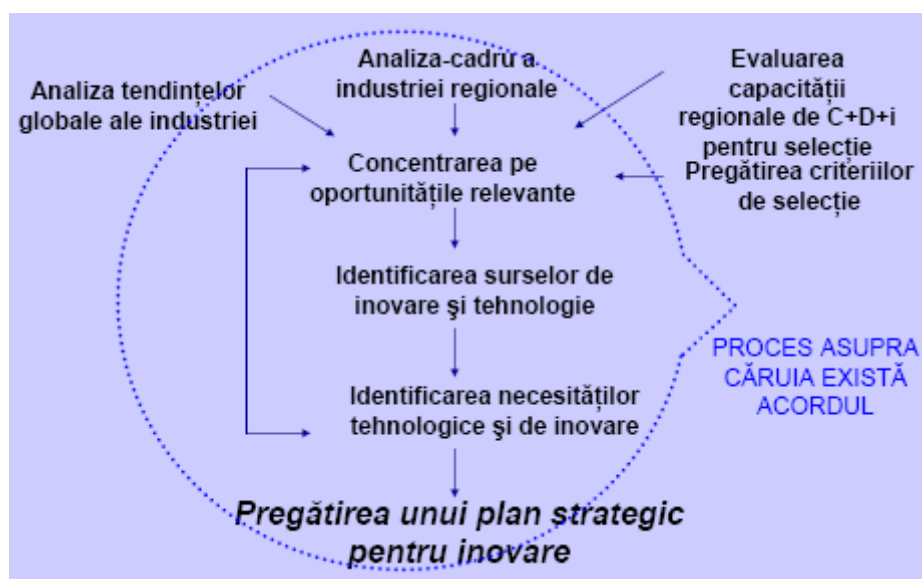 Analiza tendințelor
globale ale industriei
Analiza-cadru a
industriei regionale
Evaluarea
capacității
regionale de C+D+i
pentru selecție
Pregătirea criteriilor
de selecție
Concentrarea pe
oportunitățile relevante
Identificarea surselor de
inovare şi tehnologie
Identificarea necesităților
tehnologice şi de inovare
PROCES ASUPRA
CĂRUIA EXISTĂ
ACORDUL
Pregătirea unui plan strategic
pentru inovare